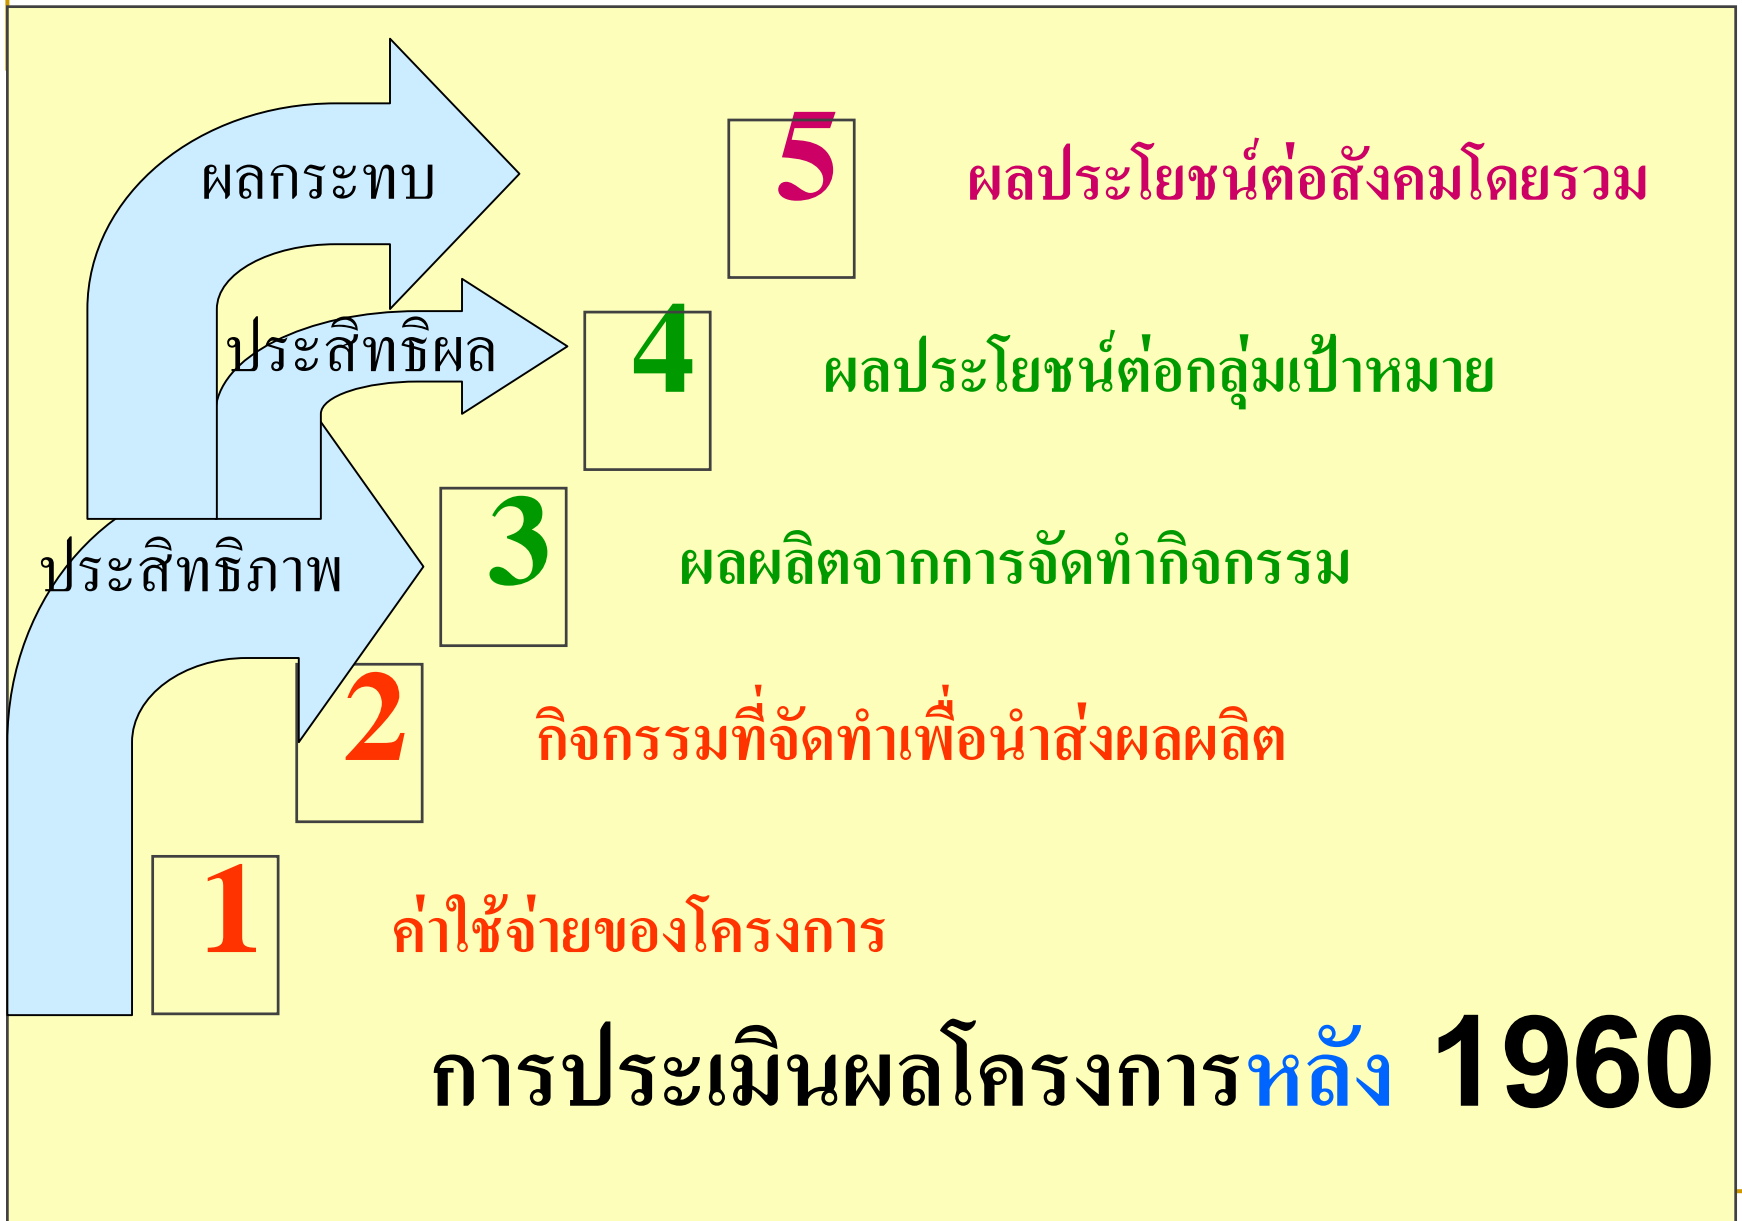 ผลกระทบ
5 ผลประโยชน์ต่อสังคมโดยรวม
ประสิทธิผล
4 ผลประโยชน์ต่อกลุ่มเป้าหมาย
ประสิทธิภาพ
3 ผลผลิตจากการจัดทำกิจกรรม
2 กิจกรรมที่จัดทำเพื่อนำส่งผลผลิต
1 ค่าใช้จ่ายของโครงการ
การประเมินผลโครงการหลัง 1960